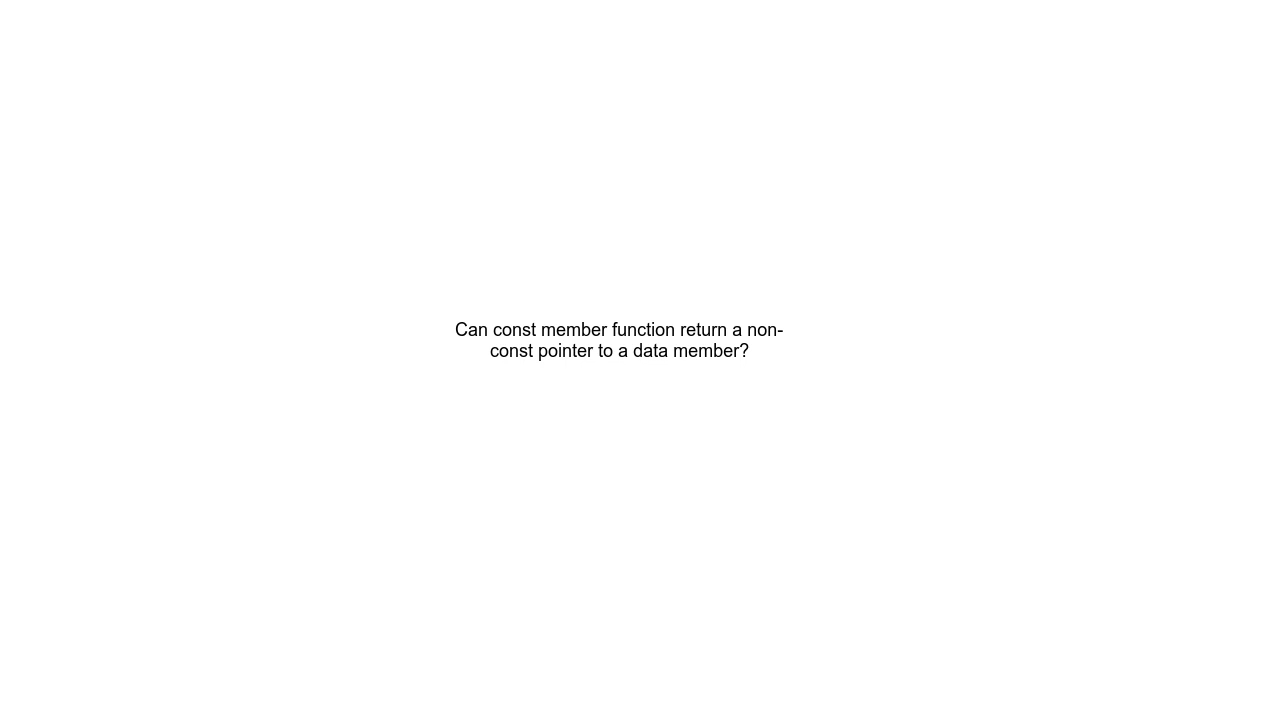 Can const member function return a non-
const pointer to a data member?